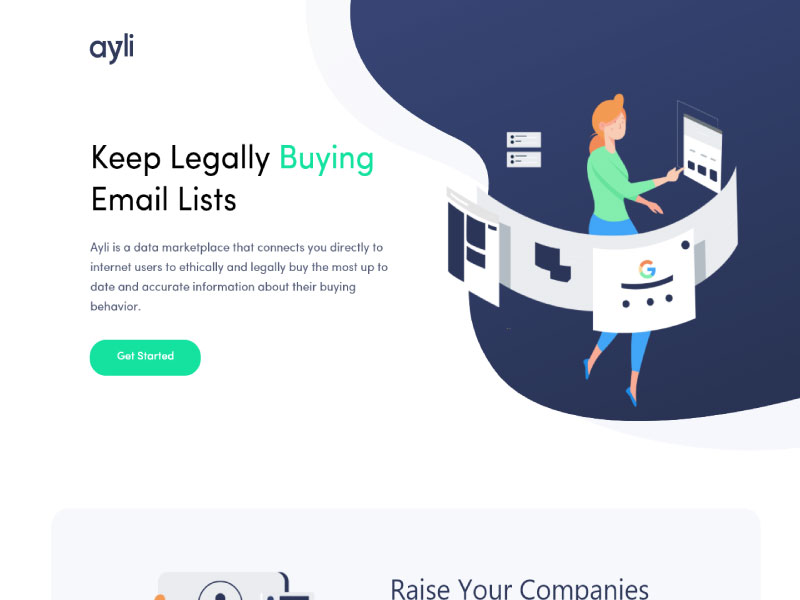 ayli
Keep Legally Buying
Email Lists
Ayli is a data marketplace that connects you directly to
internet users to ethically and legally buy the most up to
date and accurate information about their buying
behavior.
Get Started
G
Raise Your Companies